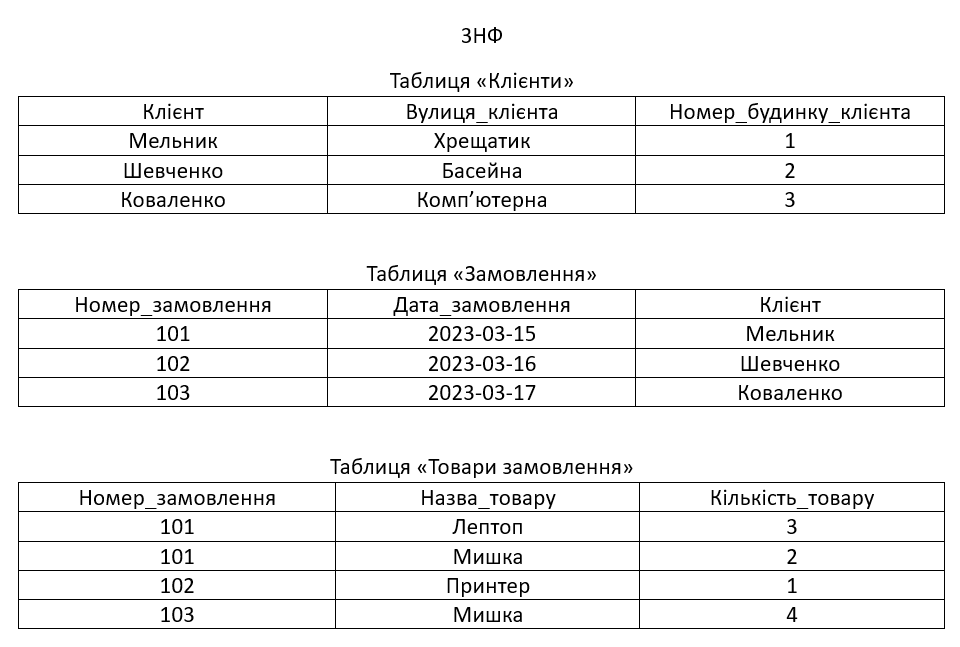 3НФ
Таблиця «Клієнти»
Клієнт Вулиця_клієнта Номер_будинку_клієнта
Мельник Хрещатик 1
Шевченко Басейна 2
Коваленко Комп’ютерна 3
Таблиця «Замовлення»
Номер_замовлення Дата_замовлення Клієнт
101 2023-03-15 Мельник
102 2023-03-16 Шевченко
103 2023-03-17 Коваленко
Таблиця «Товари замовлення»
Номер_замовлення Назва_товару Кількість_товару
101 Лептоп 3
101 Мишка 2
102 Принтер 1
103 Мишка 4